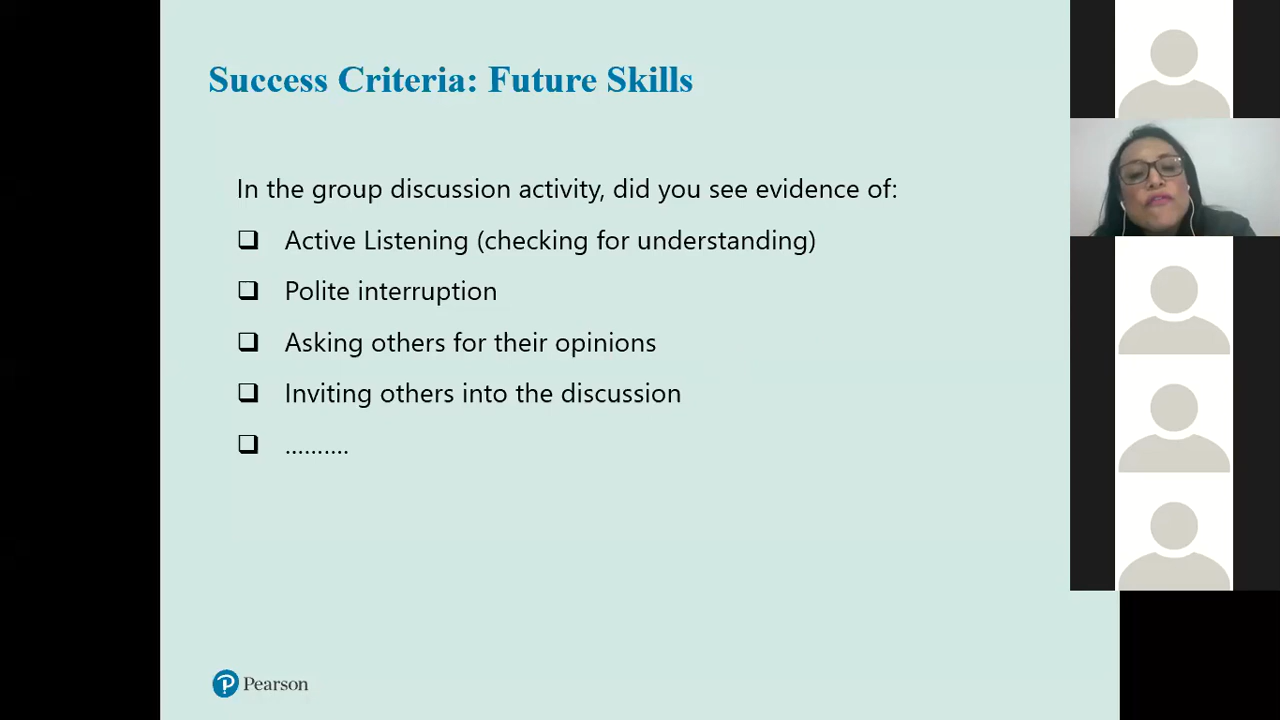 Success Criteria: Future Skills
In the group discussion activity, did you see evidence of:
❑ Active Listening (checking for understanding)
❑ Polite interruption
❑ Asking others for their opinions
❑ Inviting others into the discussion
❑ ..........
Pearson